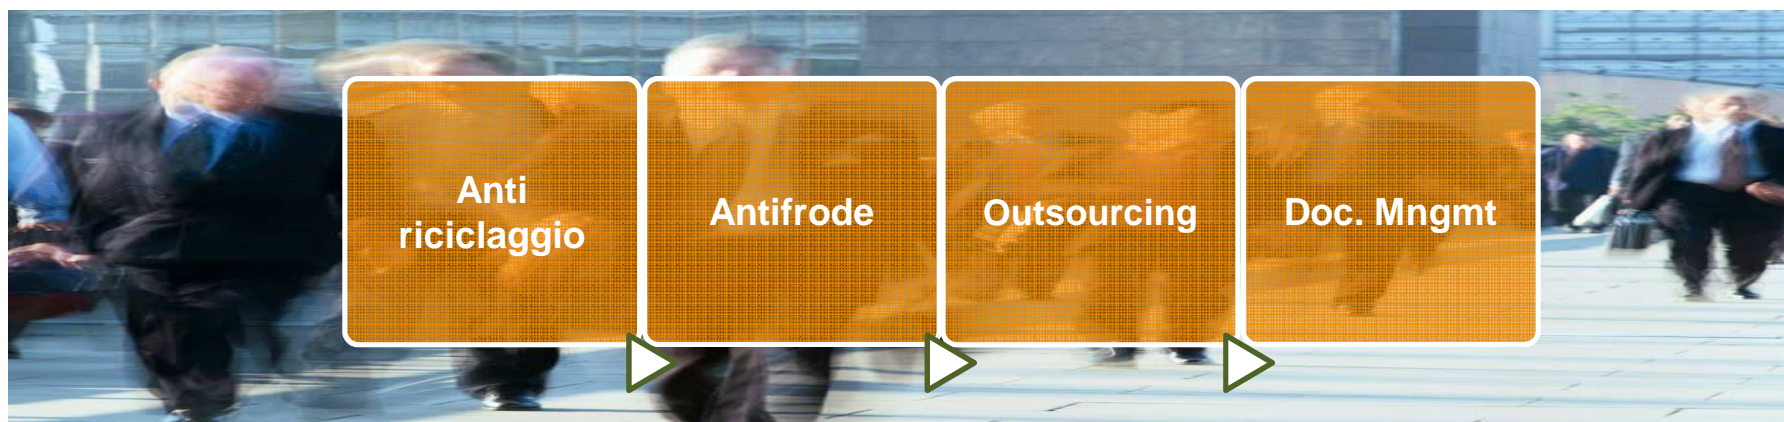 Anti
riciclaggio
Antifrode
Outsourcing
Doc. Mngmt